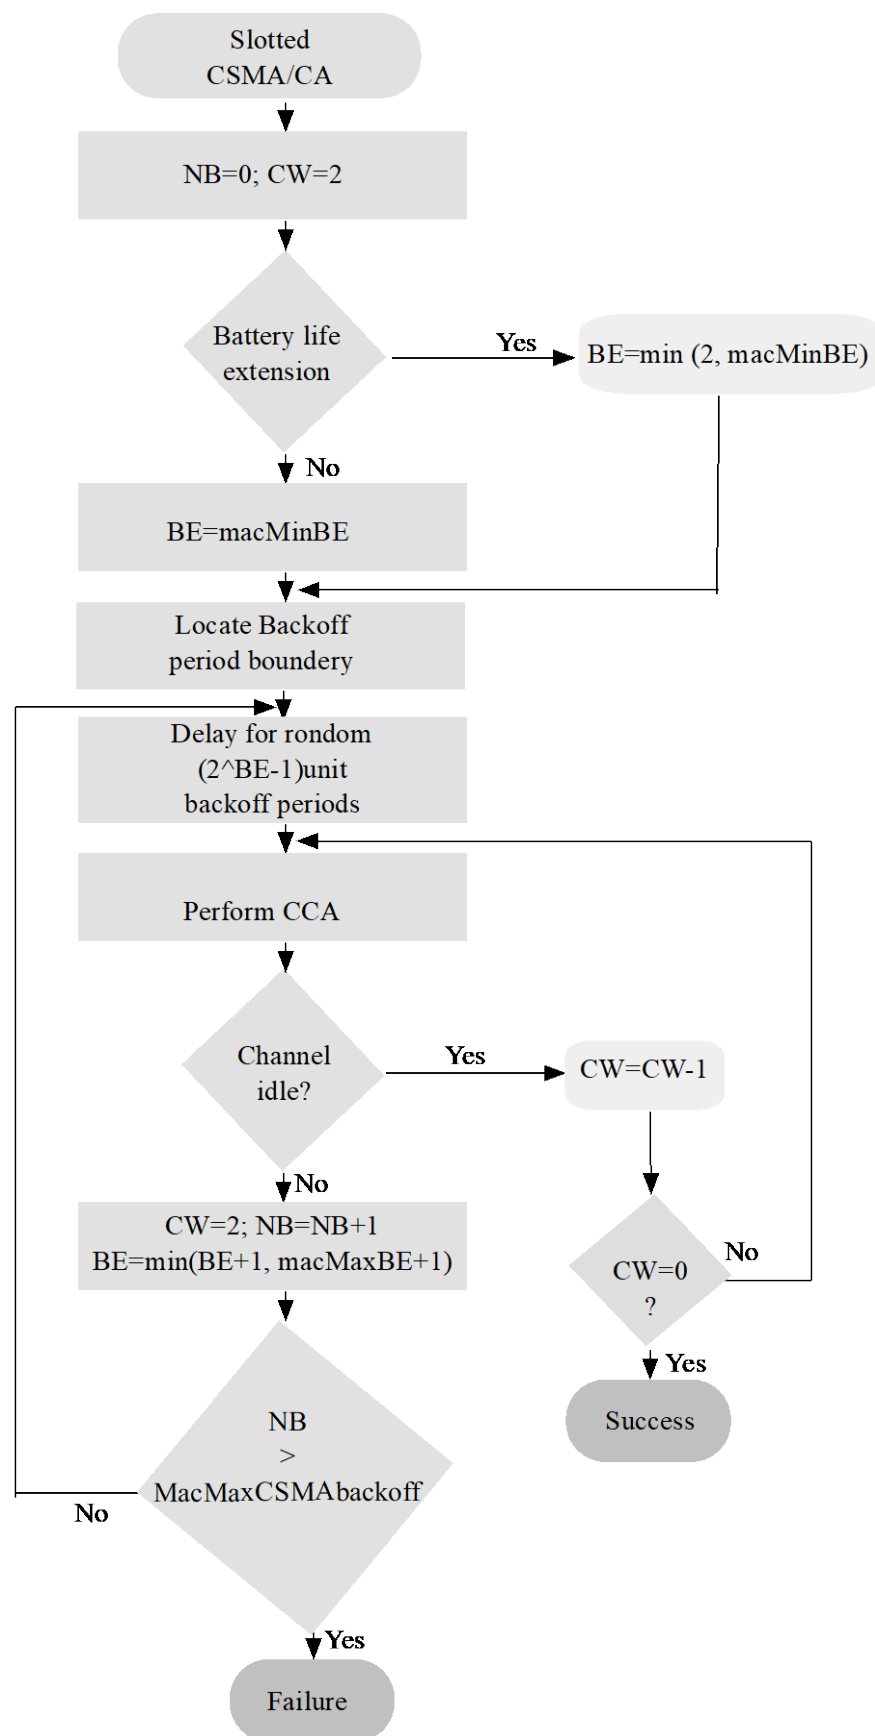 Slotted
CSMA/CA
NB=0; CW=2
Battery life
extension
Yes
BE=min (2, macMinBE)
No
BE=macMinBE
Locate Backoff
period boundery
Delay for rondom
(2^BE-1)unit
backoff periods
Perform CCA
Channel
idle?
Yes
CW=CW-1
No
CW=2; NB=NB+1
BE=min(BE+1, macMaxBE+1)
CW=0
?
No
Yes
Success
NB
>
MacMaxCSMAbackoff
No
Yes
Failure